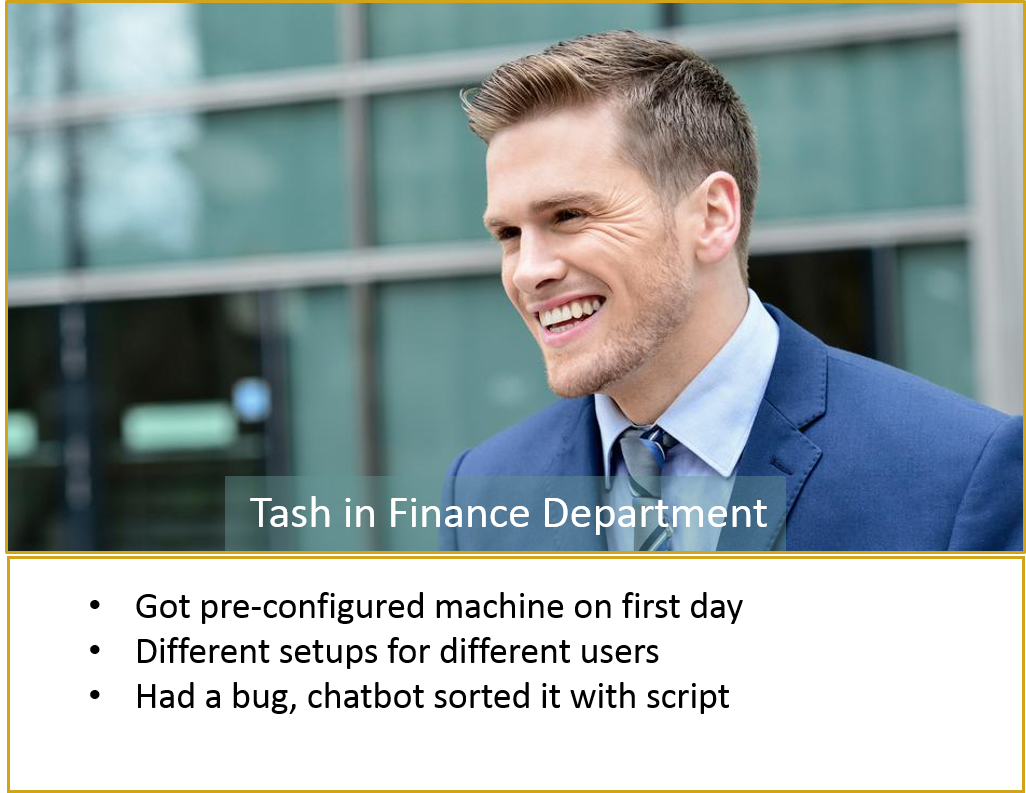 Tash in Finance Department
• Got pre-configured machine on first day
• Different setups for different users
• Had a bug, chatbot sorted it with script